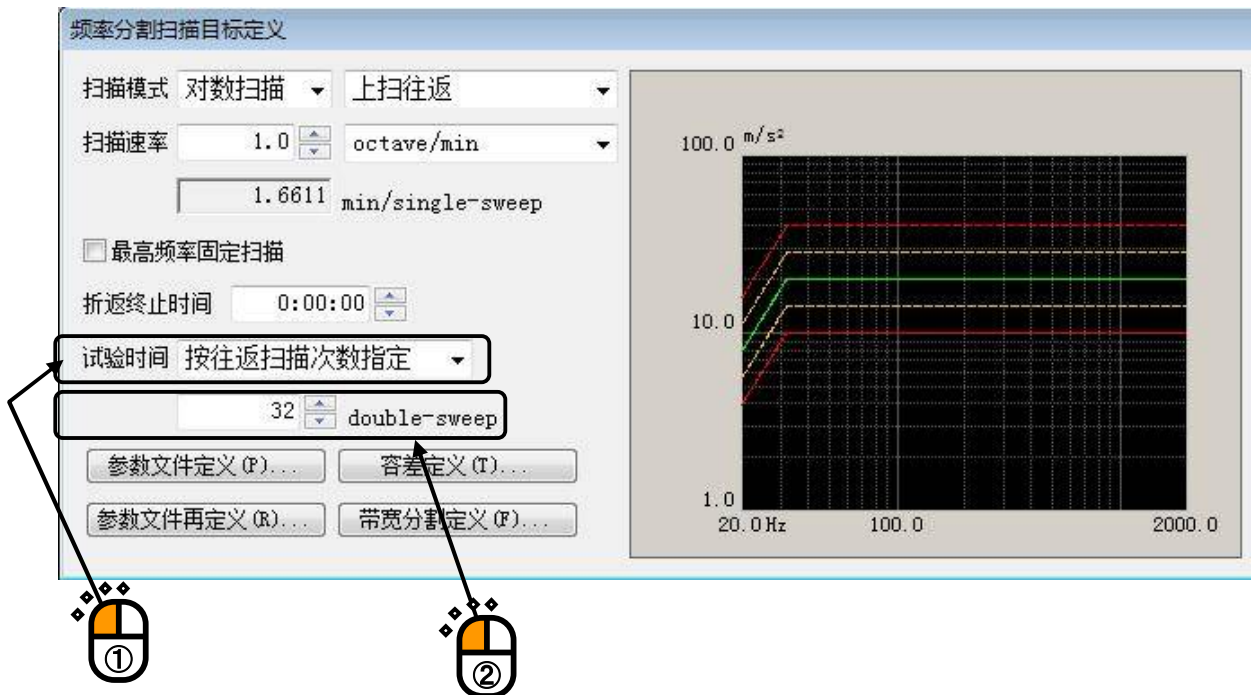 频率分割扫描目标定义
扫描模式 对数扫描 上扫往返
扫描速率 1.0 octave/min
1.6611 min/single-sweep
最高频率固定扫描
折返终止时间 0:00:00
试验时间 按往返扫描次数指定
32 double-sweep
参数文件定义(P)... 容差定义(T)...
参数文件再定义(R)... 带宽分割定义(F)...
100.0 m/s²
10.0
1.0
20.0Hz 100.0 2000.0
① ②